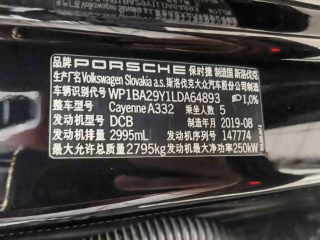 品牌 PORSCHE 保时捷 制造国 斯洛伐克
生产厂名 Volkswagen Slovakia a.s. 斯洛伐克大众汽车股份公司
车辆识别代号 WP1BA29Y1LDA64893 1,0%
整车型号 Cayenne A332 乘坐人数 5
发动机型号 DCB 制造年月 2019-08
发动机排量 2995mL 发动机序列号 147774
最大允许总质量 2795kg 发动机最大净功率 250kW